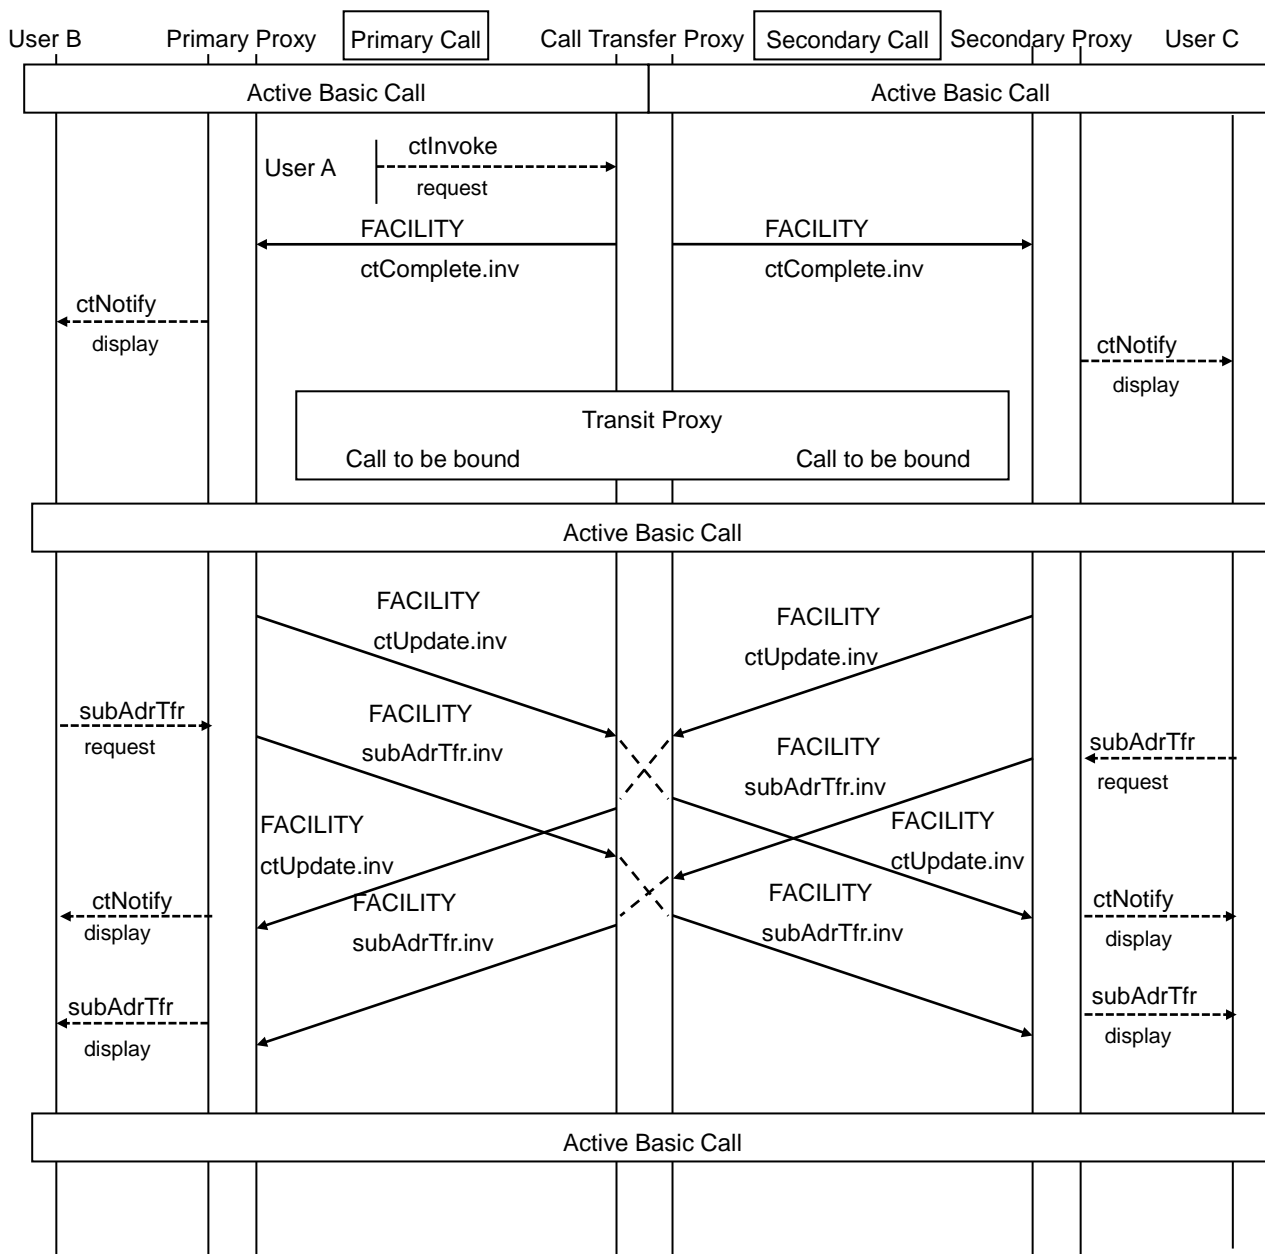 User B
Primary Proxy
Primary Call
Call Transfer Proxy
Secondary Call
Secondary Proxy
User C
Active Basic Call
Active Basic Call
User A
ctInvoke
request
FACILITY
ctComplete.inv
FACILITY
ctComplete.inv
ctNotify
display
ctNotify
display
Transit Proxy
Call to be bound
Call to be bound
Active Basic Call
FACILITY
ctUpdate.inv
FACILITY
ctUpdate.inv
subAdrTfr
request
FACILITY
subAdrTfr.inv
FACILITY
subAdrTfr.inv
subAdrTfr
request
FACILITY
ctUpdate.inv
FACILITY
ctUpdate.inv
ctNotify
display
FACILITY
subAdrTfr.inv
FACILITY
subAdrTfr.inv
ctNotify
display
subAdrTfr
display
subAdrTfr
display
Active Basic Call